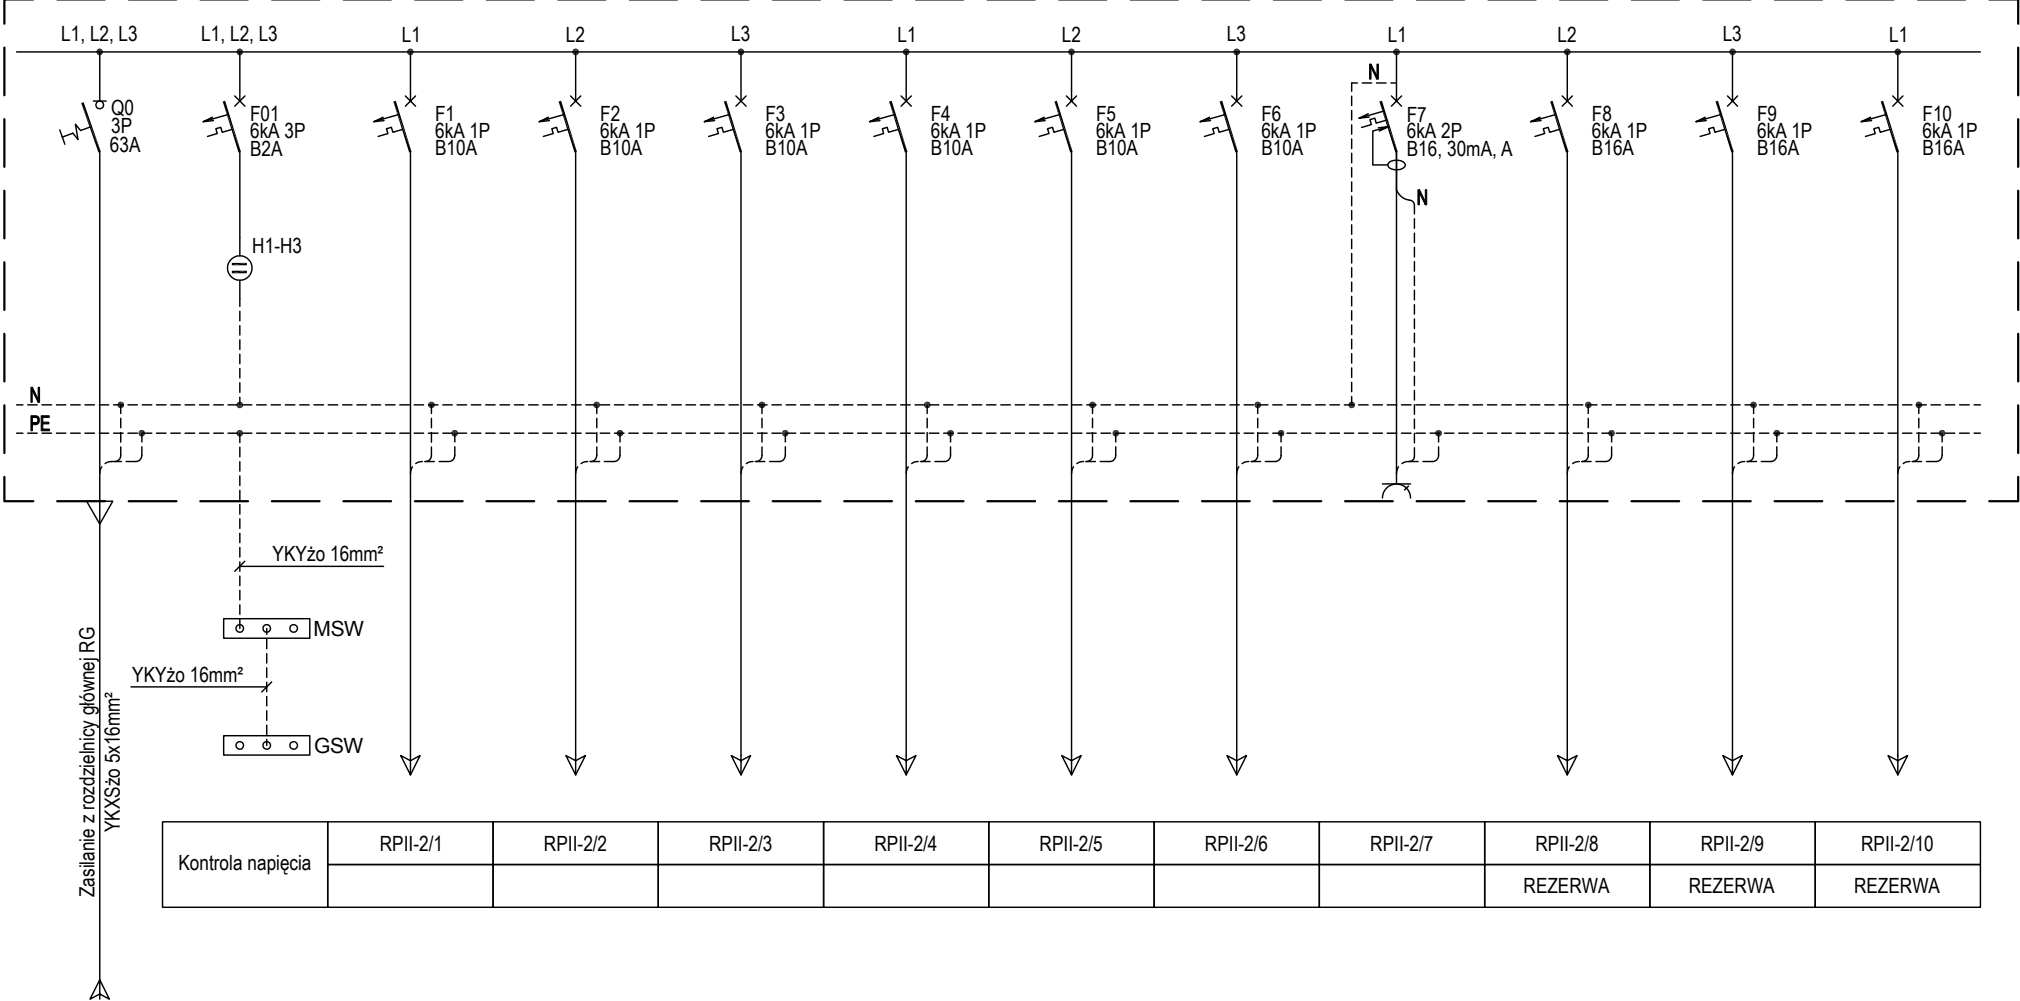 L1, L2, L3
L1, L2, L3
L1
L2
L3
L1
L2
L3
L1
L2
L3
L1
Q0
3P
63A
F01
6kA 3P
B2A
F1
6kA 1P
B10A
F2
6kA 1P
B10A
F3
6kA 1P
B10A
F4
6kA 1P
B10A
F5
6kA 1P
B10A
F6
6kA 1P
B10A
N
F7
6kA 2P
B16, 30mA, A
N
F8
6kA 1P
B16A
F9
6kA 1P
B16A
F10
6kA 1P
B16A
H1-H3
N
PE
YKYżo 16mm²
MSW
YKYżo 16mm²
GSW
Zasilanie z rozdzielnicy głównej RG
YKXSżo 5x16mm²
Kontrola napięcia
RPII-2/1
RPII-2/2
RPII-2/3
RPII-2/4
RPII-2/5
RPII-2/6
RPII-2/7
RPII-2/8
RPII-2/9
RPII-2/10
REZERWA
REZERWA
REZERWA